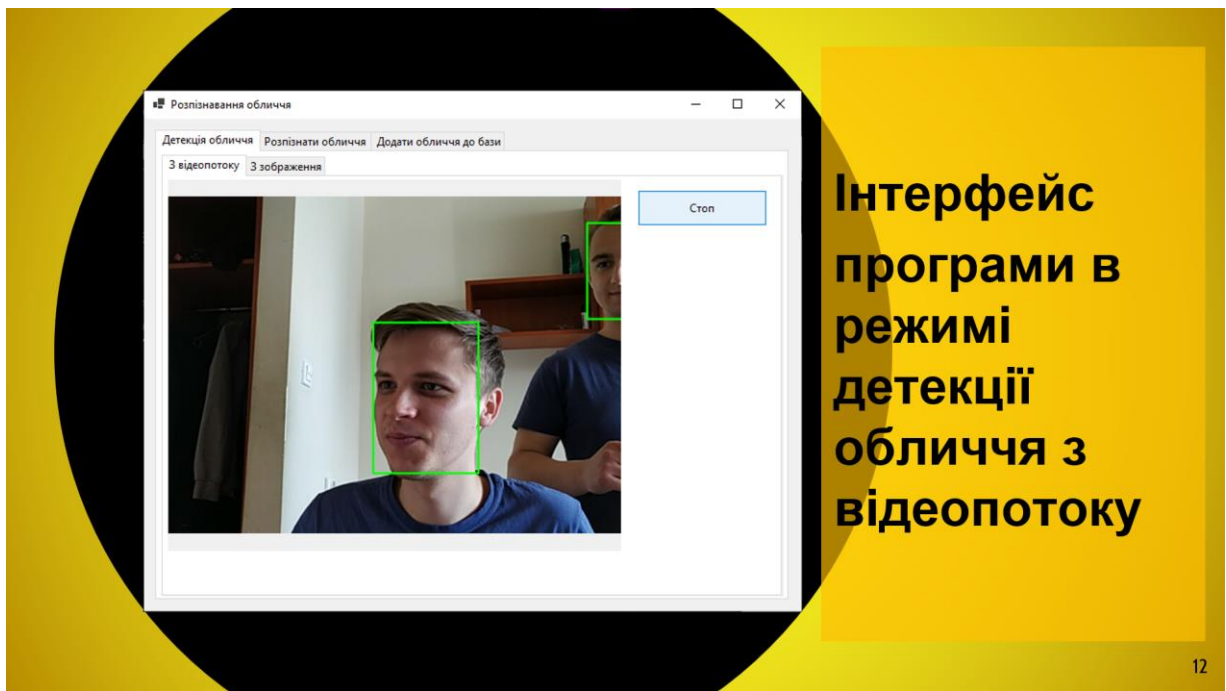 Розпізнавання обличчя
Детекція обличчя Розпізнати обличчя Додати обличчя до бази
З відеопотоку З зображення
Стоп
Інтерфейс
програми в
режимі
детекції
обличчя з
відеопотоку
12